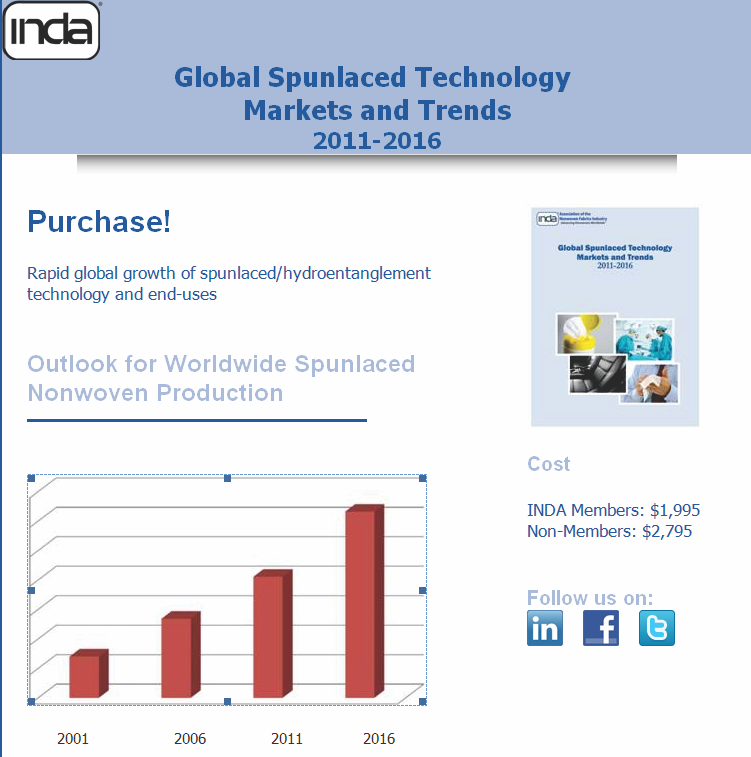 inda
Global Spunlaced Technology
Markets and Trends
2011-2016
Purchase!
Rapid global growth of spunlaced/hydroentanglement
technology and end-uses
Outlook for Worldwide Spunlaced
Nonwoven Production
2001
2006
2011
2016
inda
Association of the
Nonwoven Fabrics Industry
Global Spunlaced Technology
Markets and Trends
2011-2016
Cost
INDA Members: $1,995
Non-Members: $2,795
Follow us on:
in
f
t